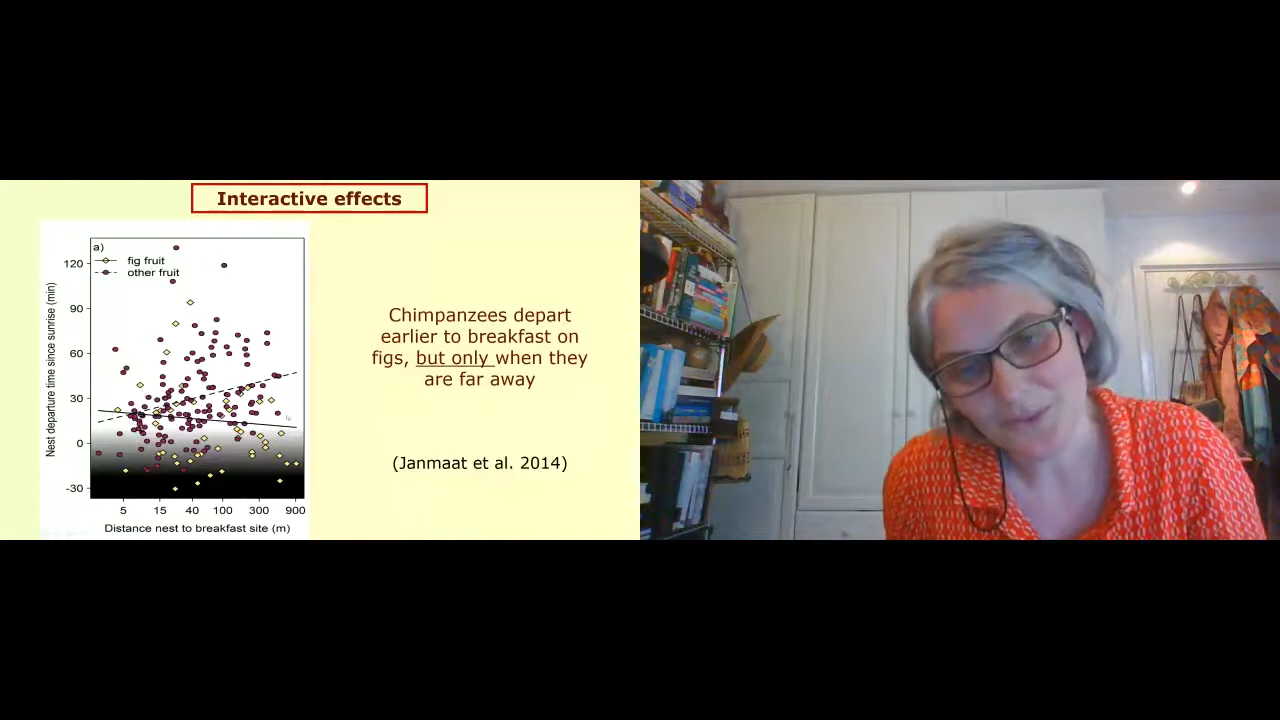 Interactive effects
a)
fig fruit
other fruit
120
90
60
30
0
-30
Nest departure time since sunrise (min)
5 15 40 100 300 900
Distance nest to breakfast site (m)
Chimpanzees depart
earlier to breakfast on
figs, but only when they
are far away
(Janmaat et al. 2014)